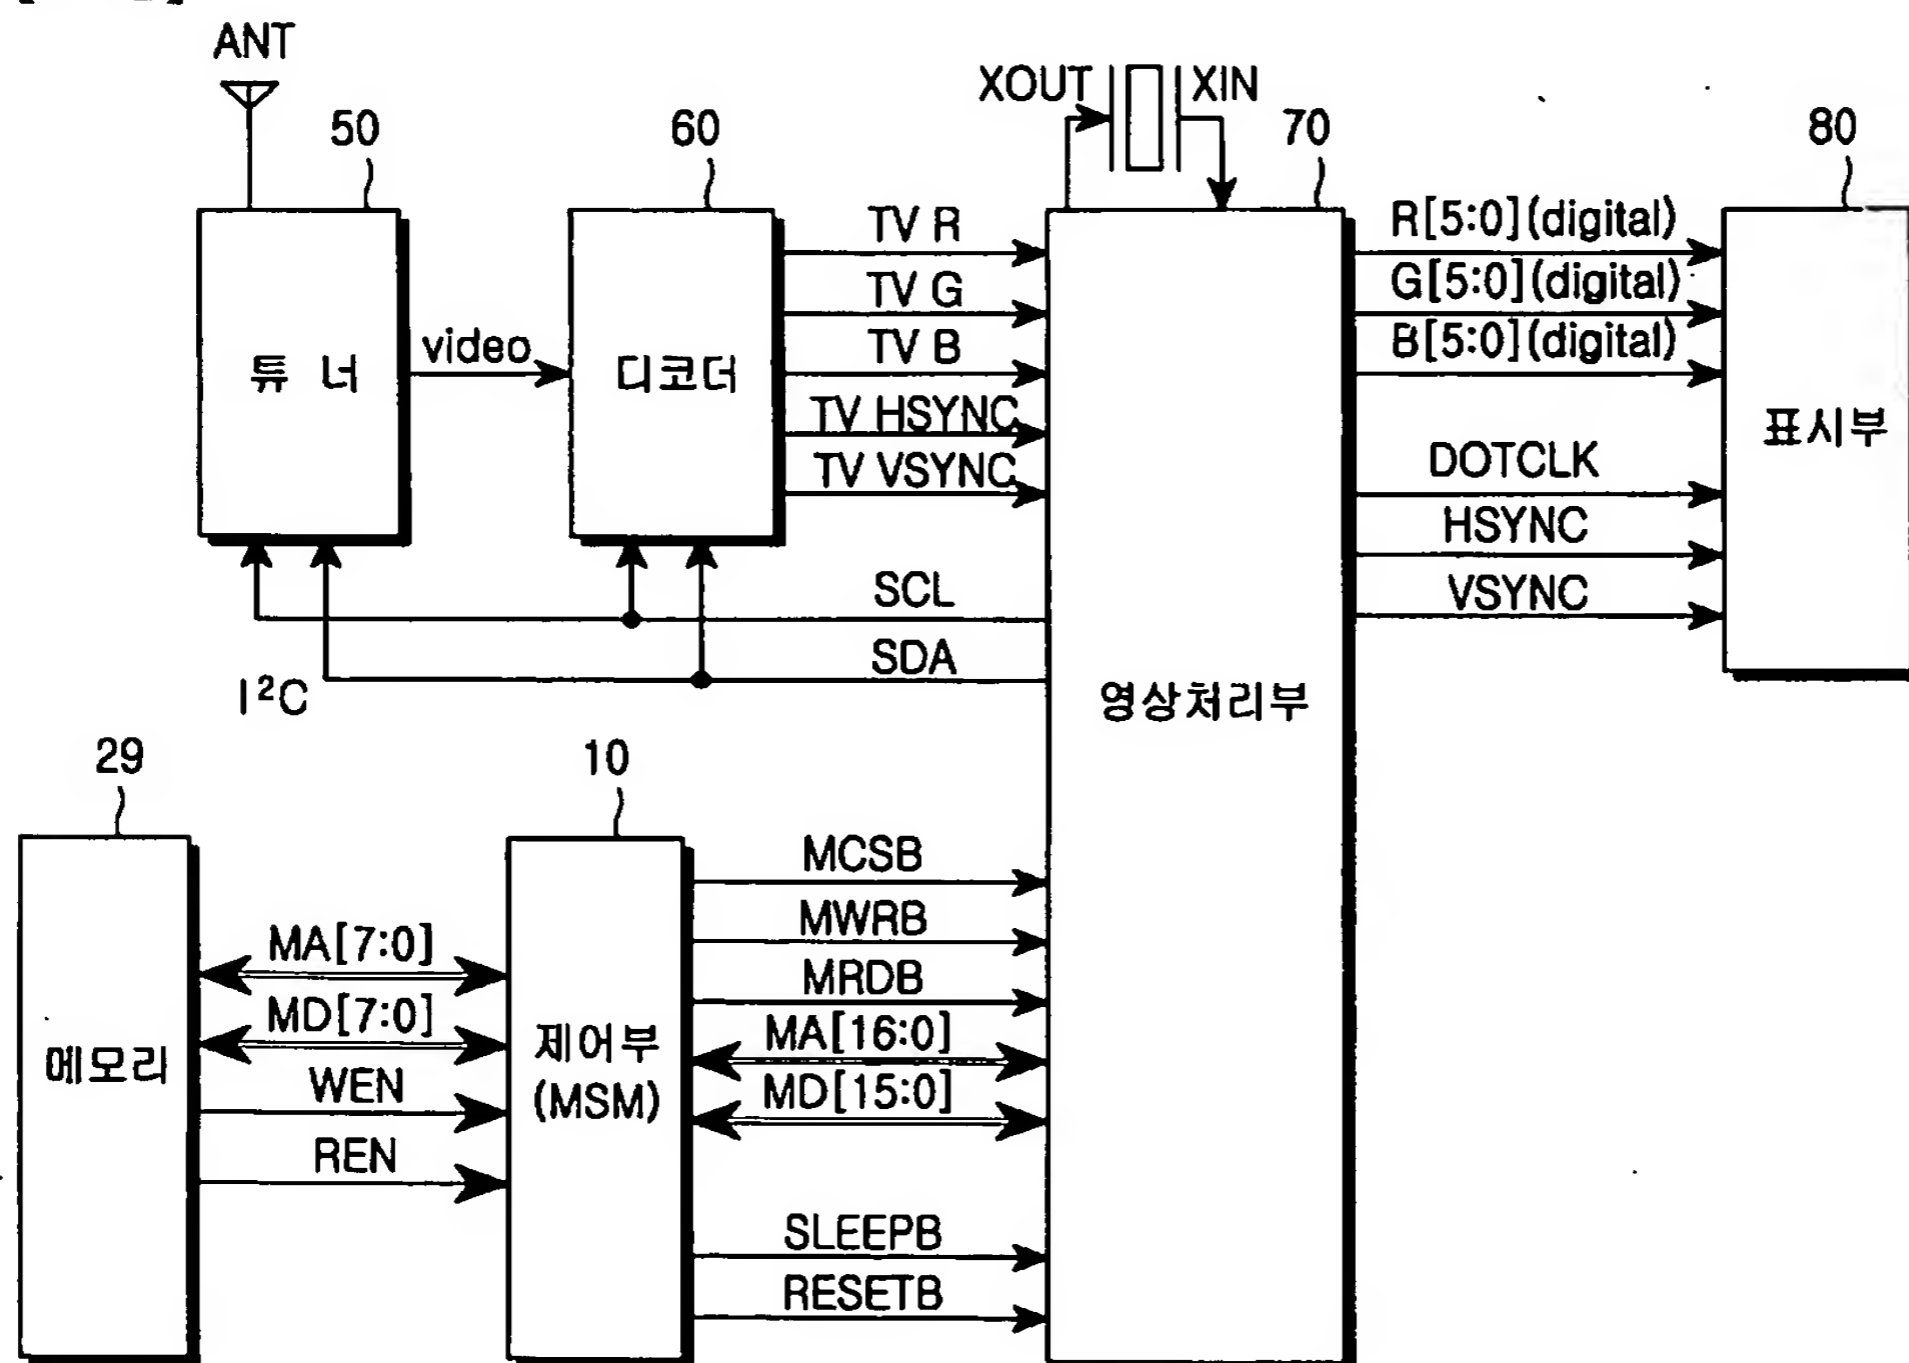 ANT
XOUT
XIN
50
60
70
80
튜 너
video
디코더
TV R
TV G
TV B
TV HSYNC
TV VSYNC
R[5:0](digital)
G[5:0](digital)
B[5:0](digital)
DOTCLK
HSYNC
VSYNC
표시부
SCL
SDA
I²C
영상처리부
29
10
메모리
MA[7:0]
MD[7:0]
WEN
REN
제어부
(MSM)
MCSB
MWRB
MRDB
MA[16:0]
MD[15:0]
SLEEPB
RESETB